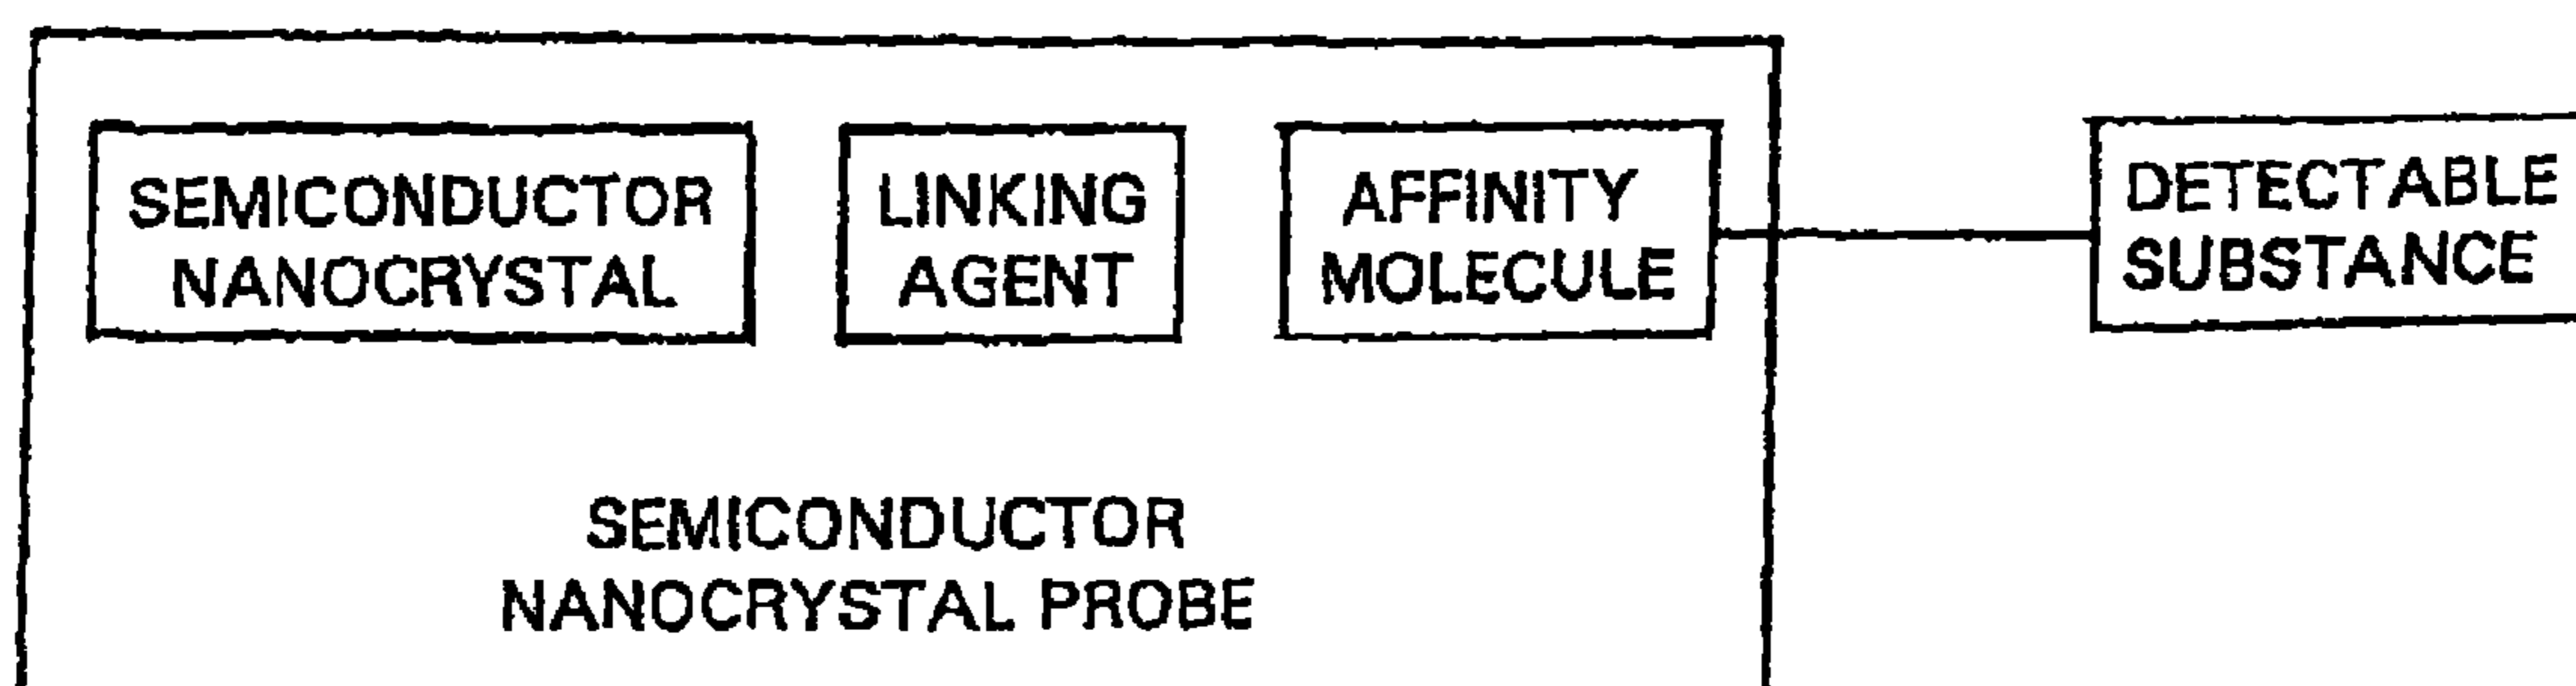 SEMICONDUCTOR
NANOCRYSTAL
LINKING
AGENT
AFFINITY
MOLECULE
DETECTABLE
SUBSTANCE
SEMICONDUCTOR
NANOCRYSTAL PROBE